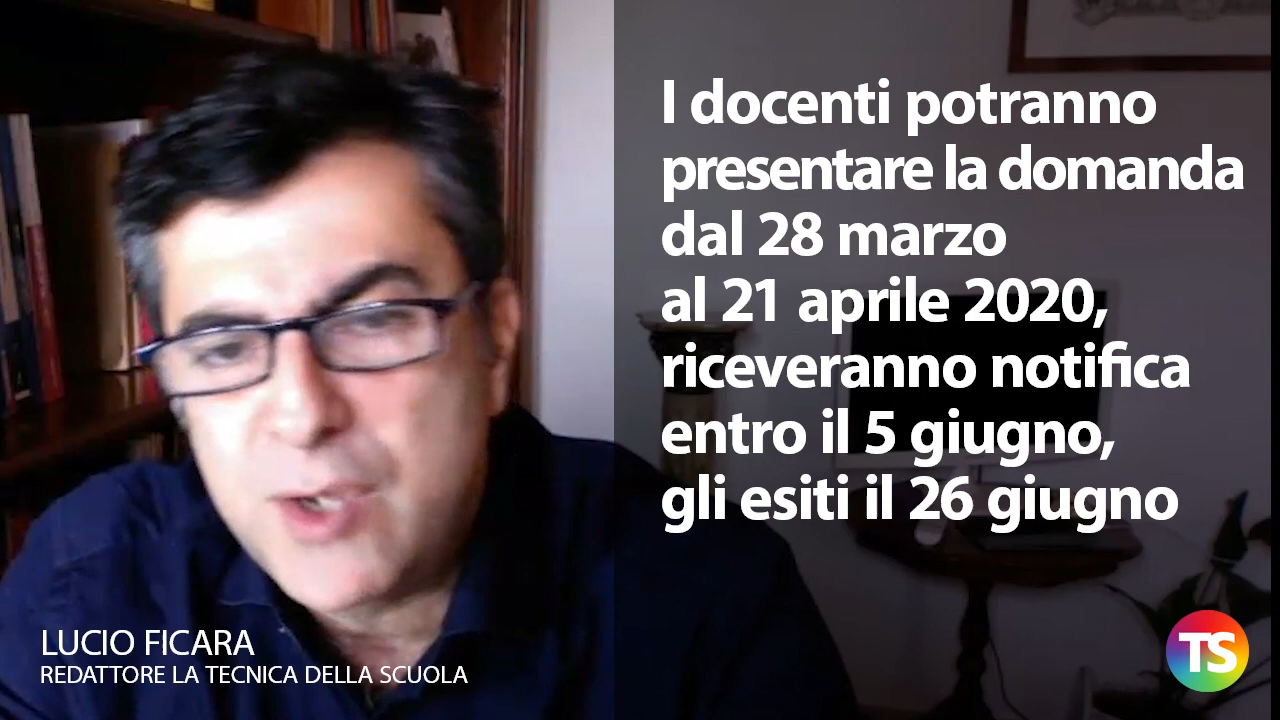 I docenti potranno
presentare la domanda
dal 28 marzo
al 21 aprile 2020,
riceveranno notifica
entro il 5 giugno,
gli esiti il 26 giugno
LUCIO FICARA
REDATTORE LA TECNICA DELLA SCUOLA
TS